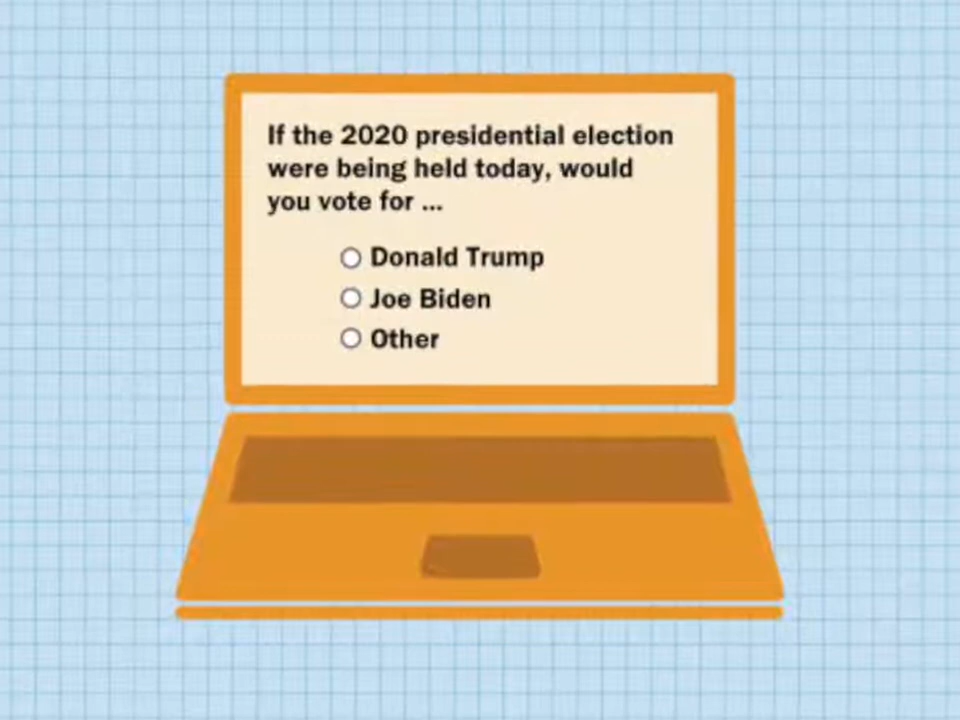 If the 2020 presidential election
were being held today, would
you vote for ...
Donald Trump
Joe Biden
Other